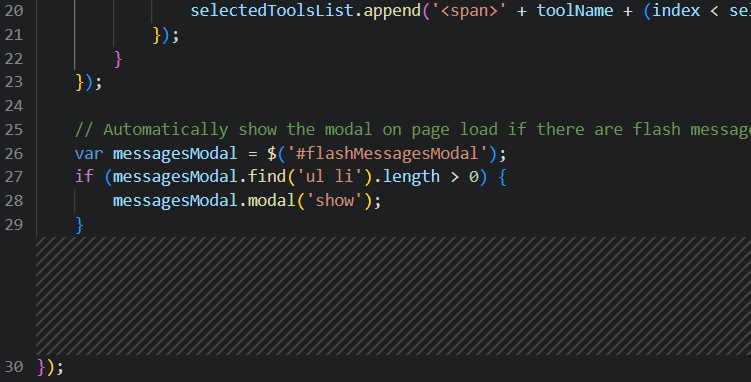 20 selectedToolsList.append('<span>' + toolName + (index < sel
21 });
22 }
23 });
24
25 // Automatically show the modal on page load if there are flash message
26 var messagesModal = $('#flashMessagesModal');
27 if (messagesModal.find('ul li').length > 0) {
28 messagesModal.modal('show');
29 }
30 });